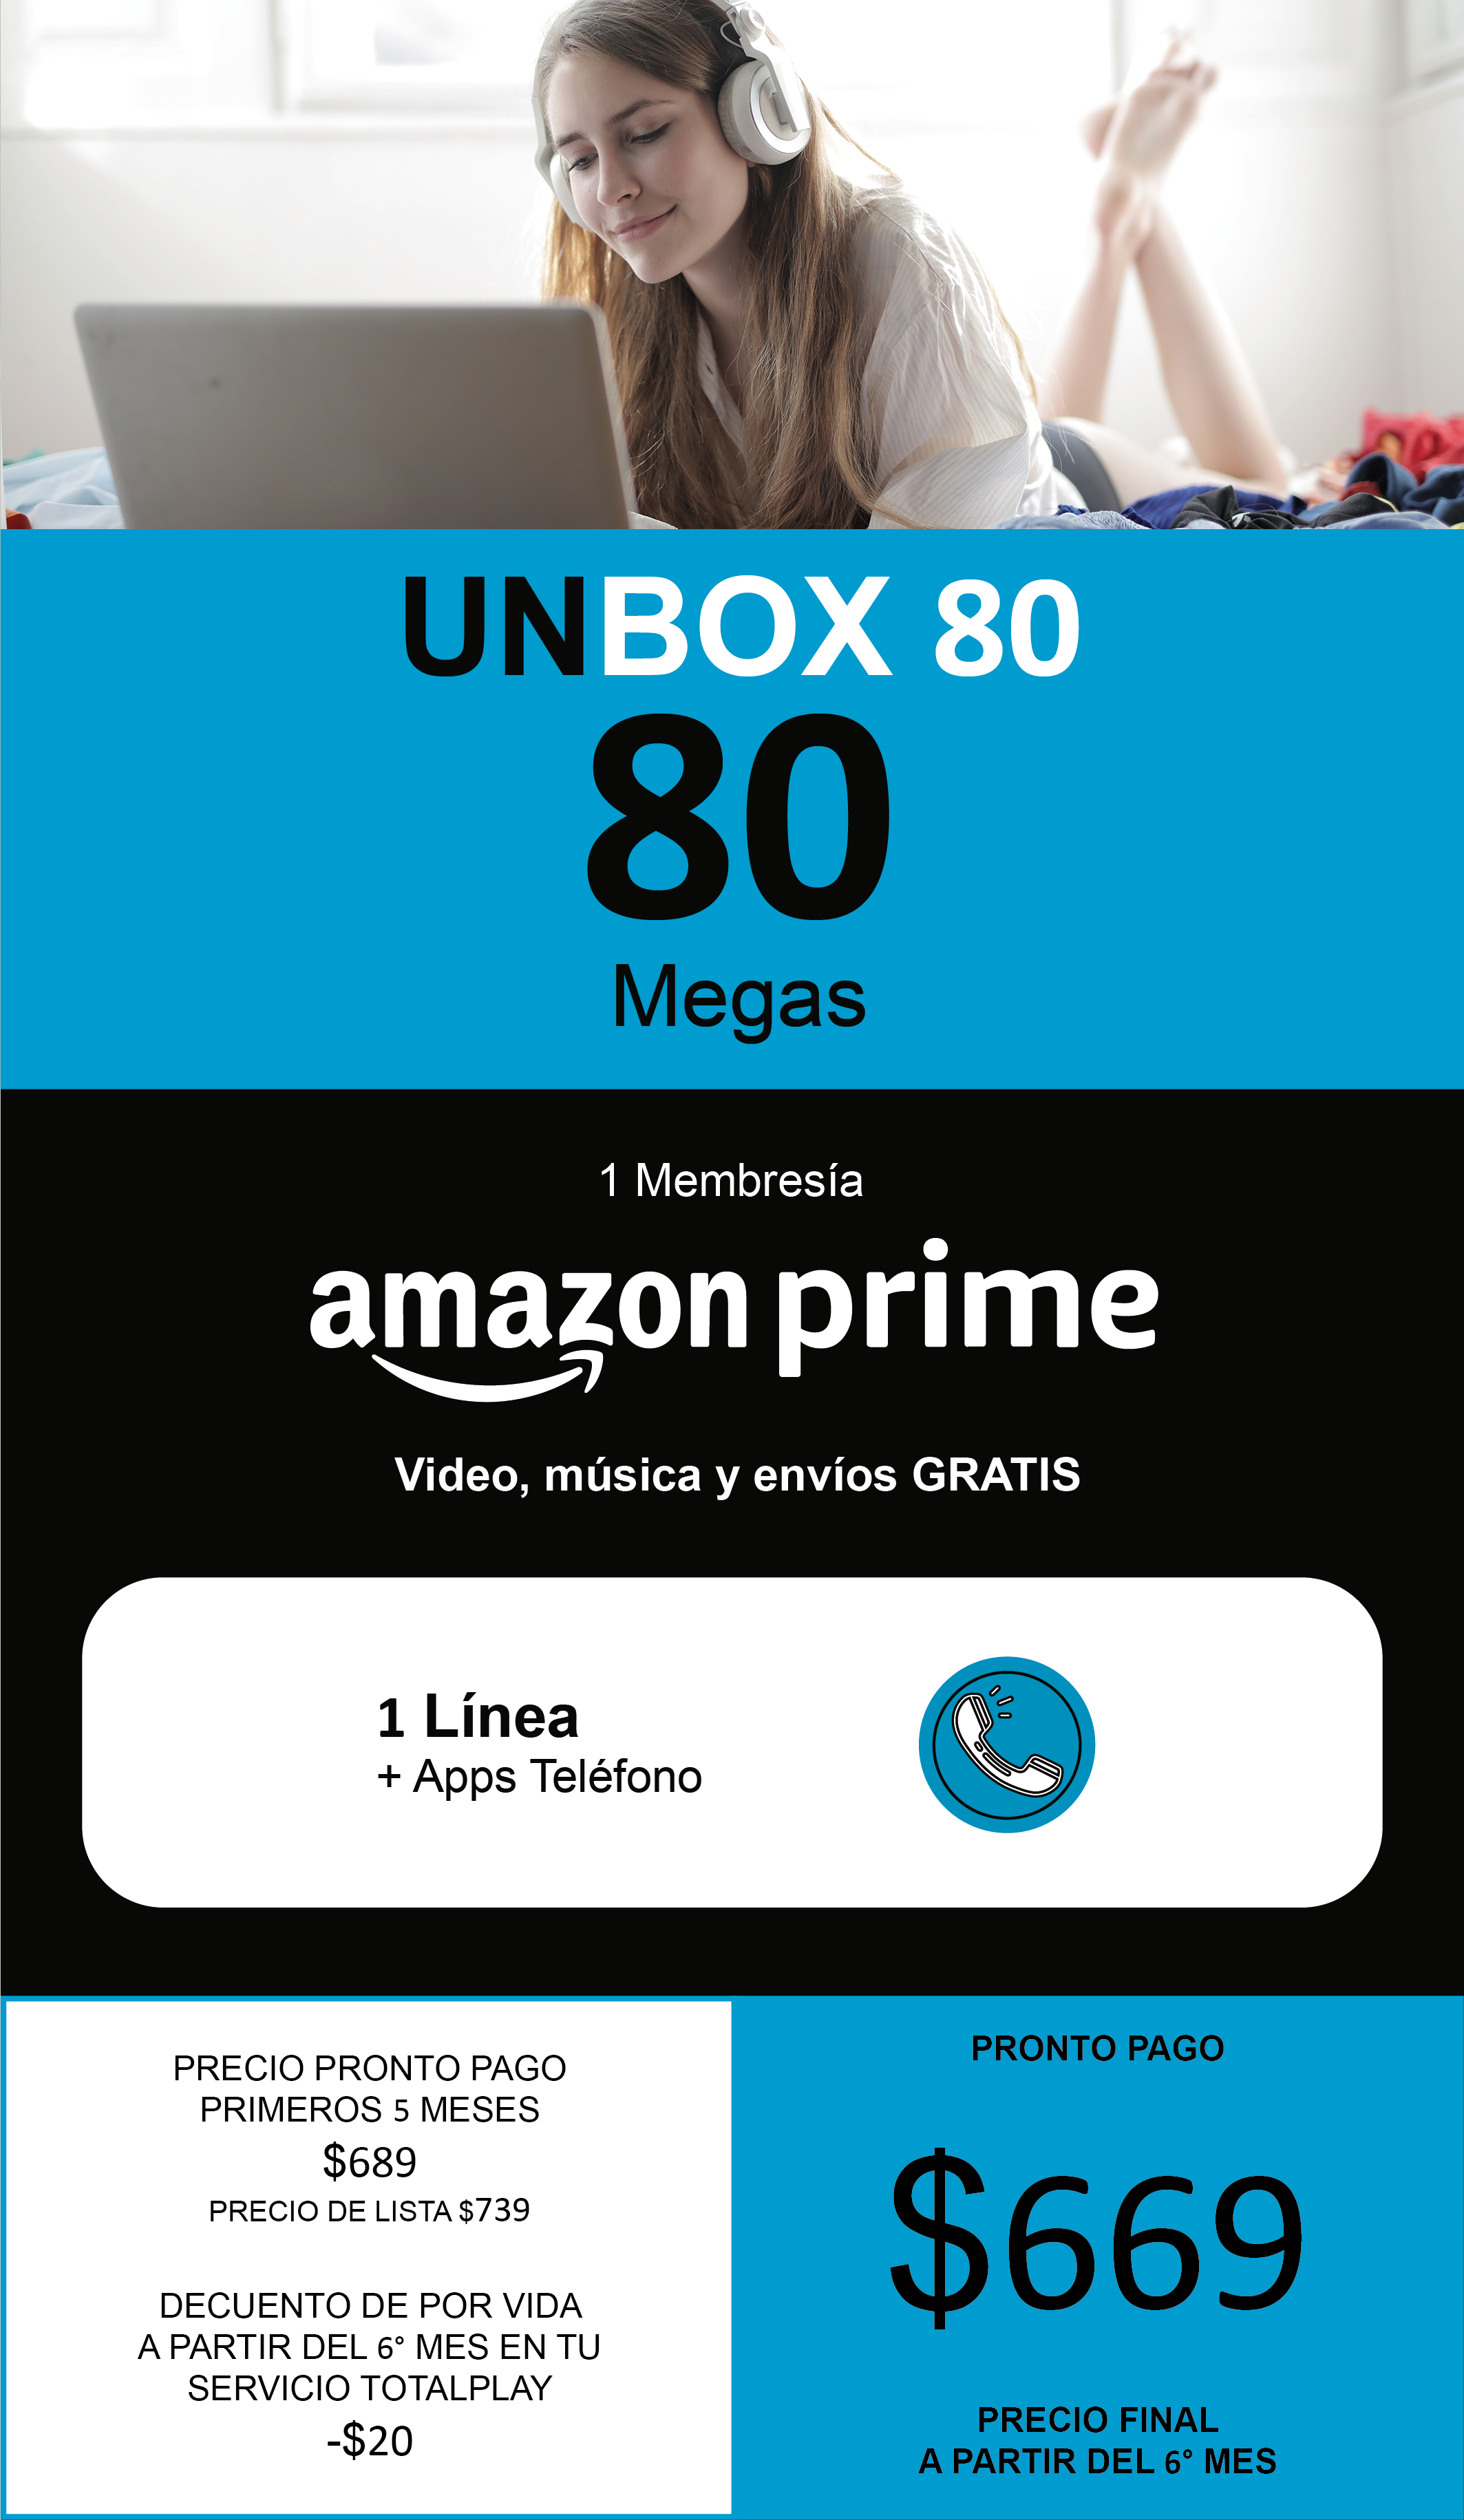 UNBOX 80
80
Megas
1 Membresía
amazon prime
Video, música y envíos GRATIS
1 Línea
+ Apps Teléfono
PRECIO PRONTO PAGO
PRIMEROS 5 MESES
$689
PRECIO DE LISTA $739
DECUENTO DE POR VIDA
A PARTIR DEL 6° MES EN TU
SERVICIO TOTALPLAY
-$20
PRONTO PAGO
$669
PRECIO FINAL
A PARTIR DEL 6° MES